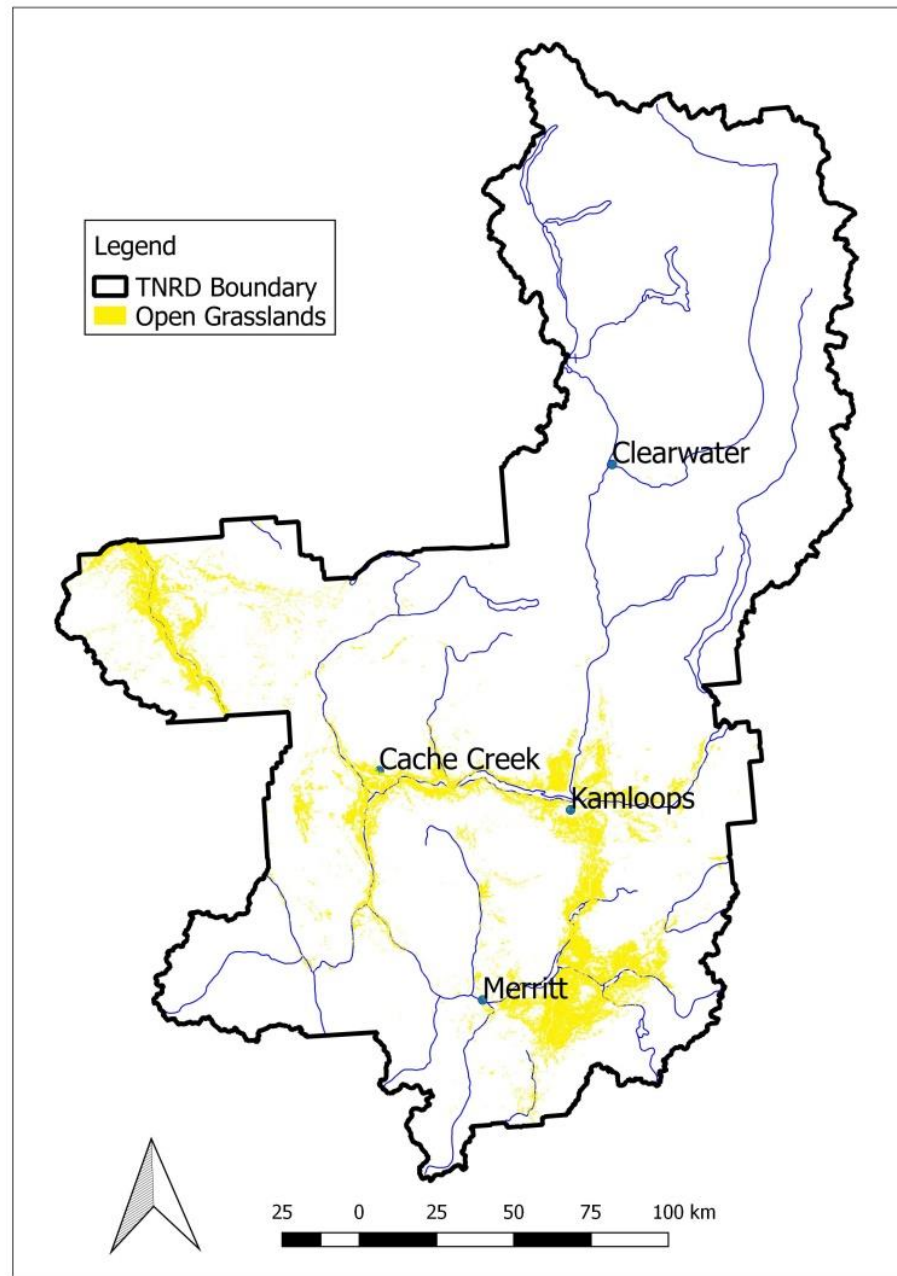 Legend
TNRD Boundary
Open Grasslands
Clearwater
Cache Creek
Kamloops
Merritt
25 0 25 50 75 100 km